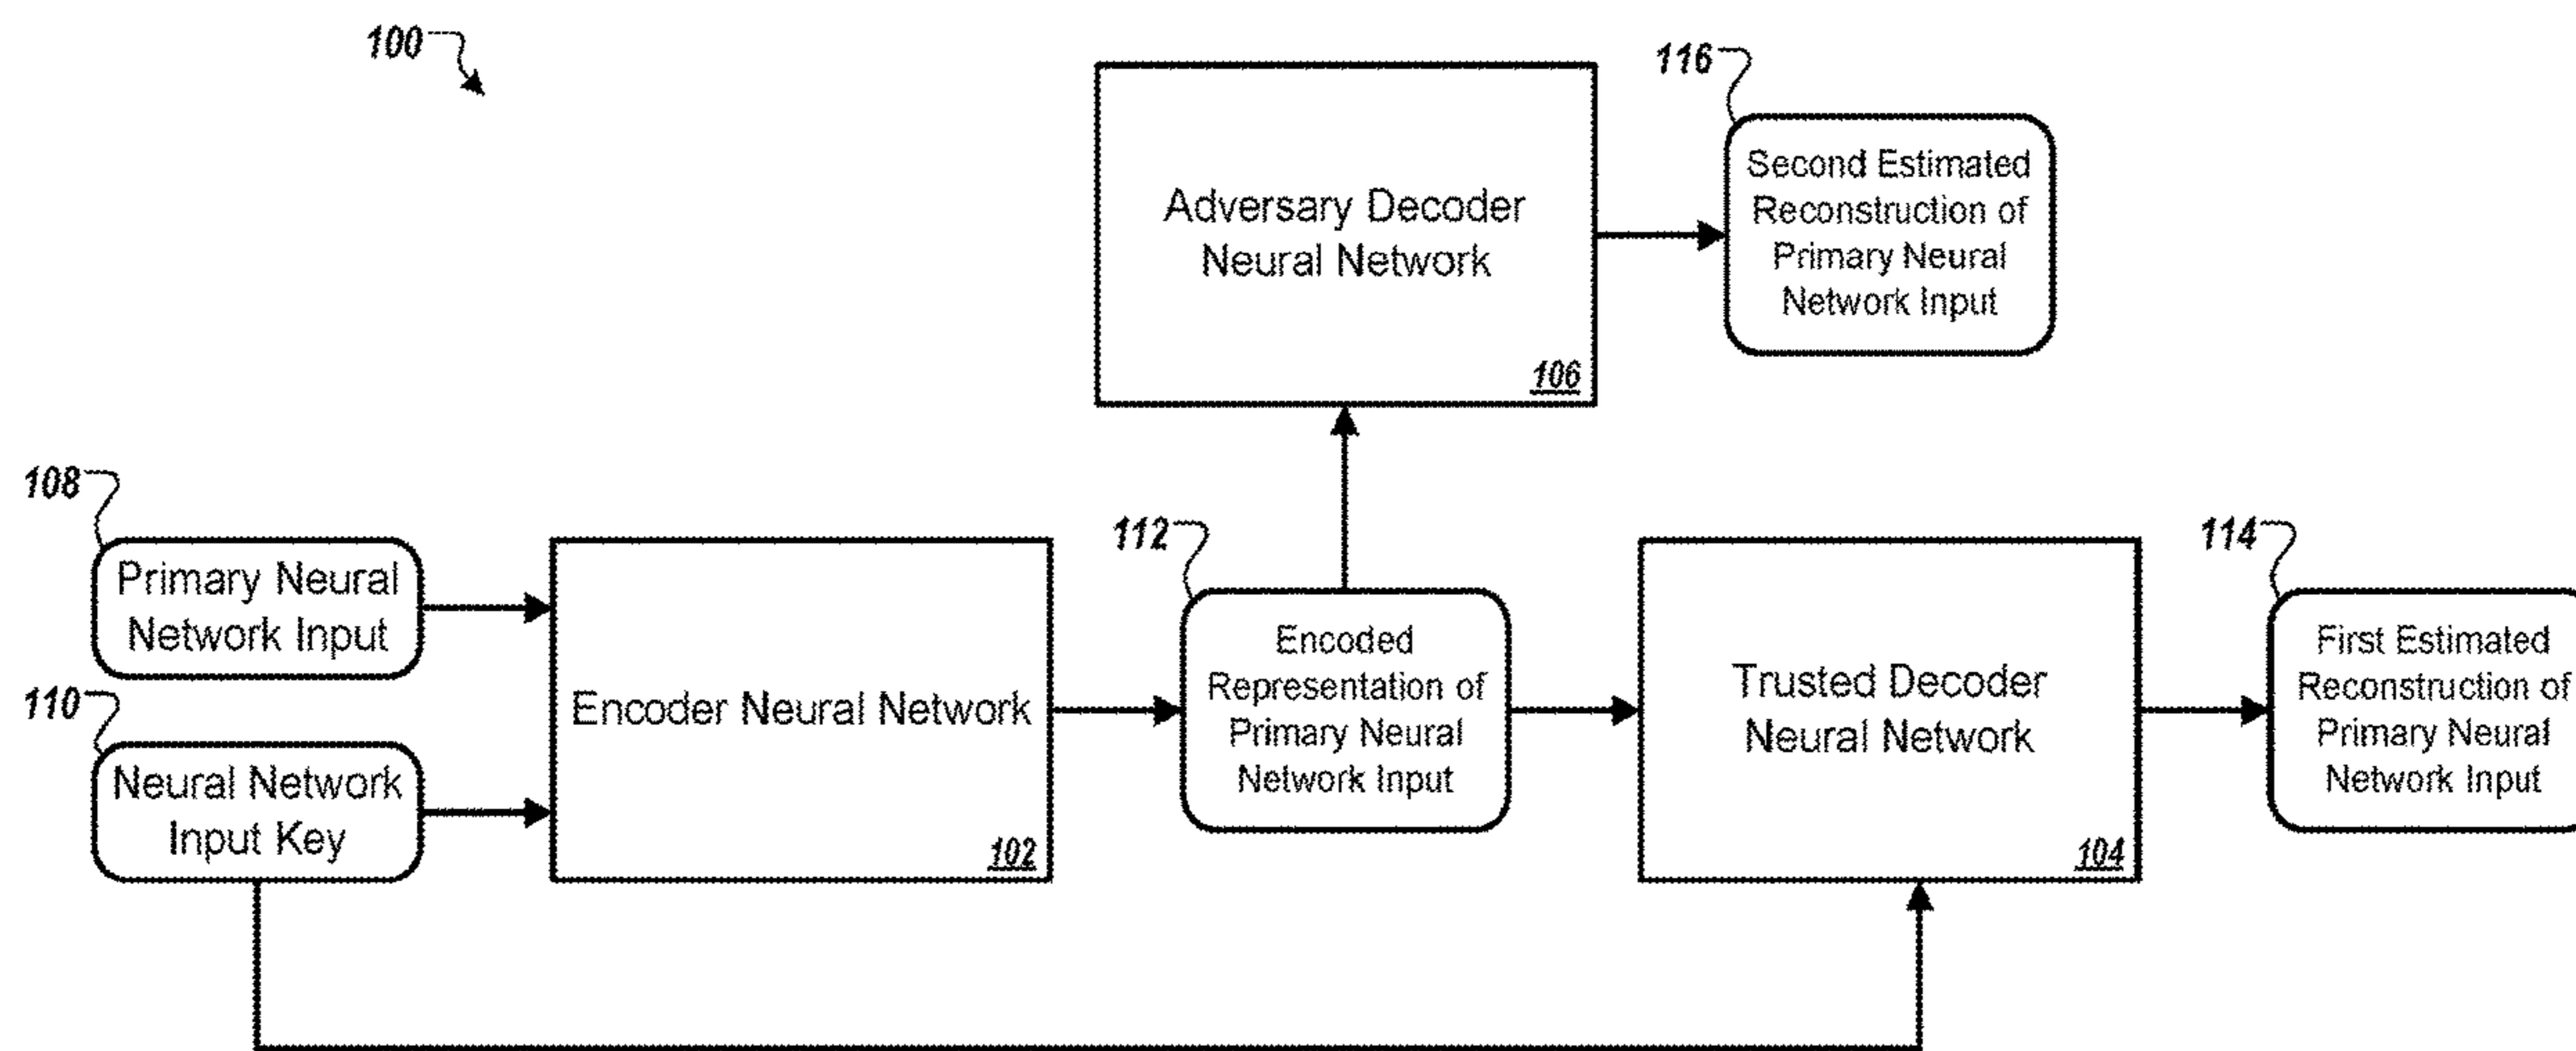 100
116
Second Estimated
Reconstruction of
Primary Neural
Network Input
Adversary Decoder
Neural Network
106
108
Primary Neural
Network Input
110
Neural Network
Input Key
Encoder Neural Network
102
112
Encoded
Representation of
Primary Neural
Network Input
Trusted Decoder
Neural Network
104
114
First Estimated
Reconstruction of
Primary Neural
Network Input